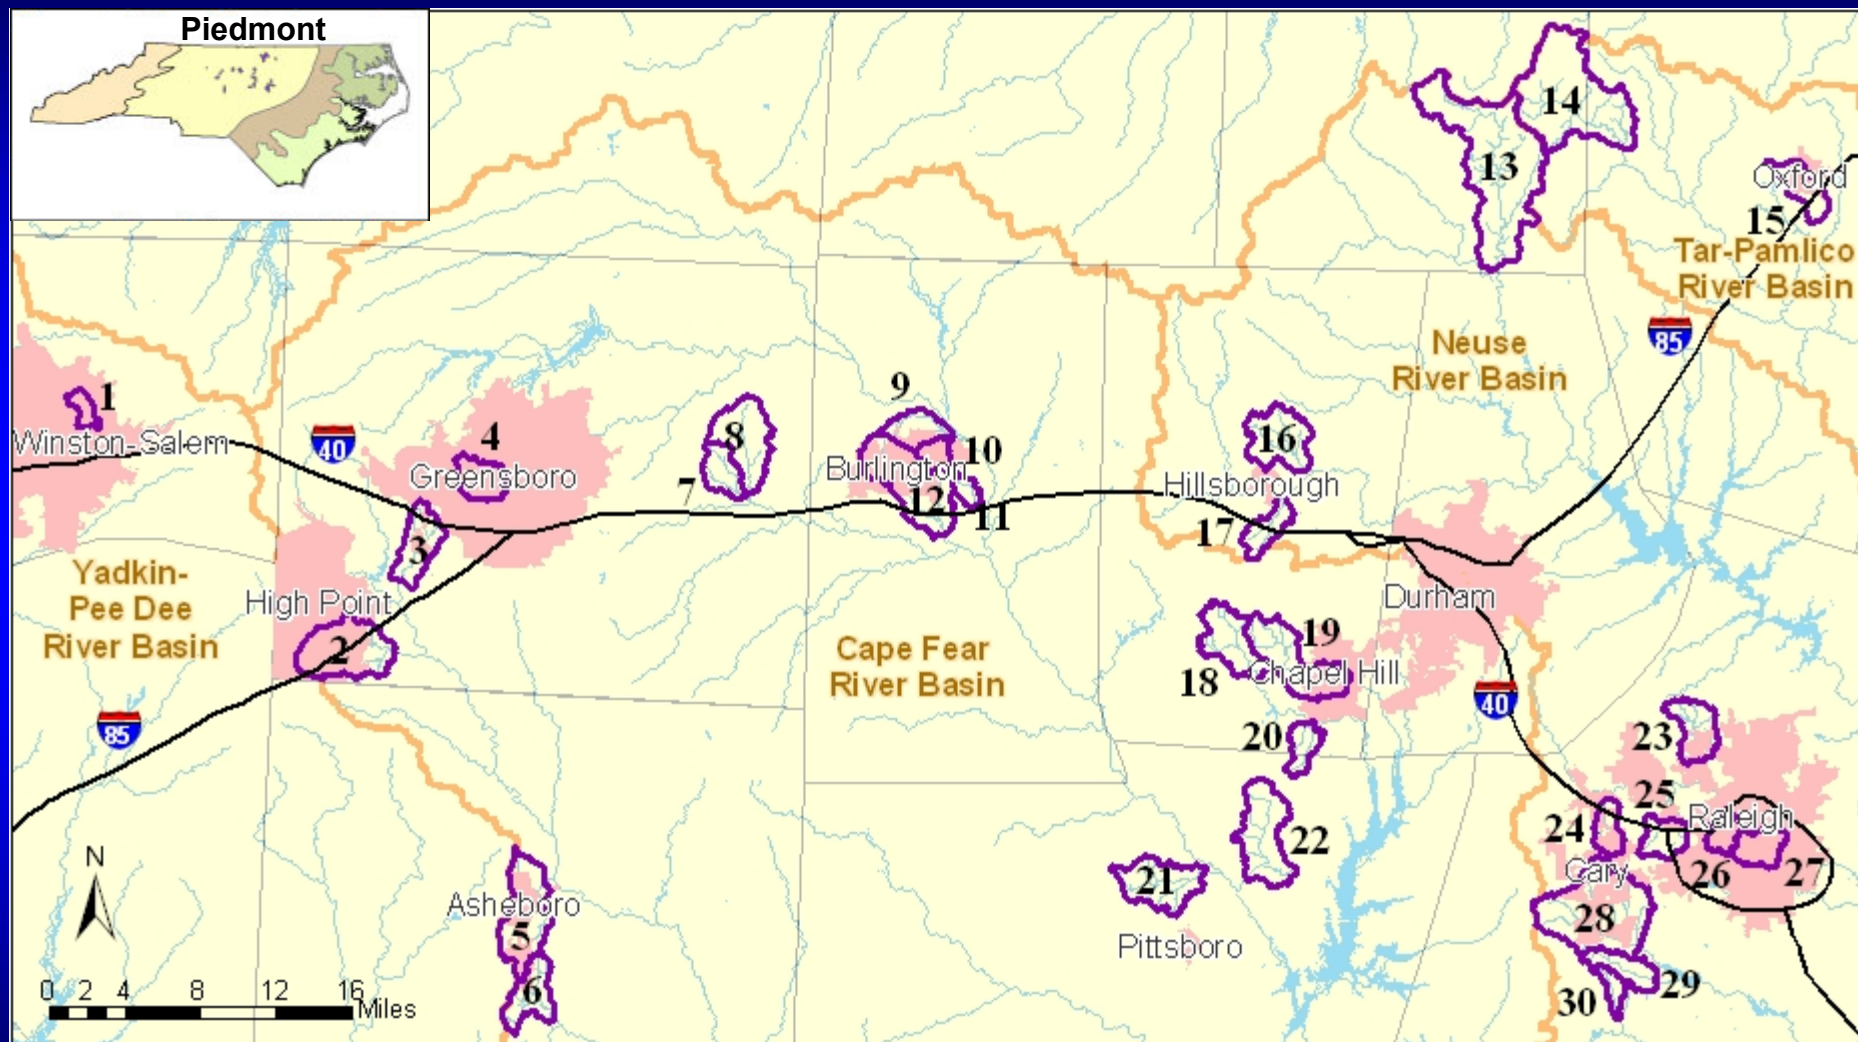 Piedmont
14
13
Oxford
15
Tar-Pamlico
River Basin
85
Neuse
River Basin
1
Winston-Salem
40
4
Greensboro
3
7
8
9
Burlington
10
12
11
16
Hillsborough
17
Yadkin-
Pee Dee
River Basin
High Point
2
85
Cape Fear
River Basin
Durham
19
Chapel Hill
18
40
20
22
21
Pittsboro
23
25
Raleigh
24
Cary
26
27
28
29
30
Asheboro
5
6
N
0 2 4 8 12 16 Miles